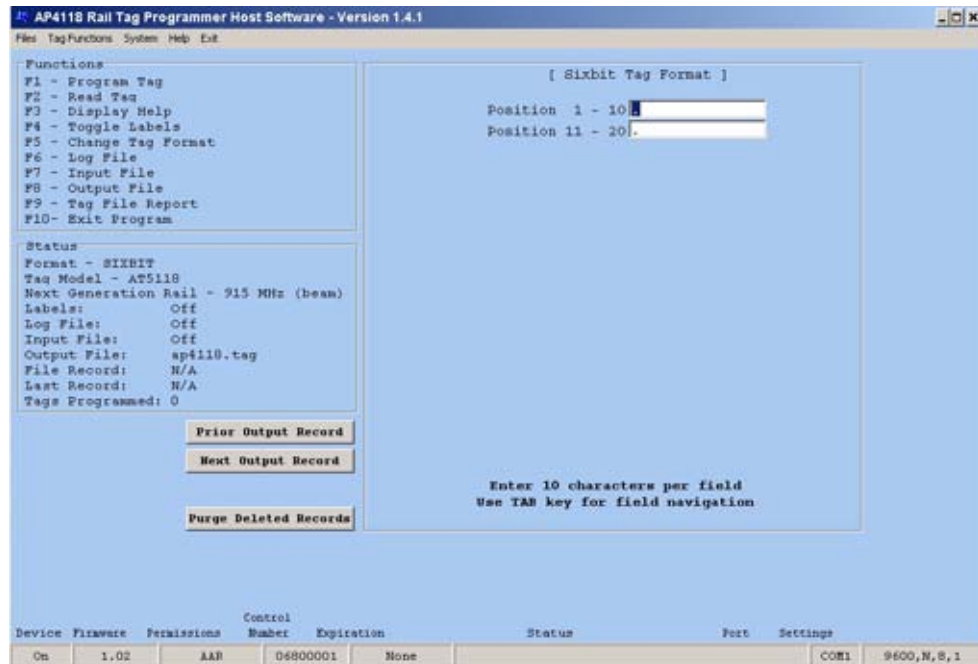 AP4118 Rail Tag Programmer Host Software - Version 1.4.1
Files Tag Functions System Help Exit
Functions
F1 - Program Tag
F2 - Read Tag
F3 - Display Help
F4 - Toggle Labels
F5 - Change Tag Format
F6 - Log File
F7 - Input File
F8 - Output File
F9 - Tag File Report
F10- Exit Program
Status
Format - SIXBIT
Tag Model - AT5118
Next Generation Rail - 915 MHz (beam)
Labels: Off
Log File: Off
Input File: Off
Output File: ap4118.tag
File Record: N/A
Last Record: N/A
Tags Programmed: 0
Prior Output Record
Next Output Record
Purge Deleted Records
[ Sixbit Tag Format ]
Position 1 - 10 .
Position 11 - 20 .
Enter 10 characters per field
Use TAB key for field navigation
Device Firmware Permissions Control Number Expiration Status Port Settings
On 1.02 AAR 06800001 None COM1 9600,N,8,1